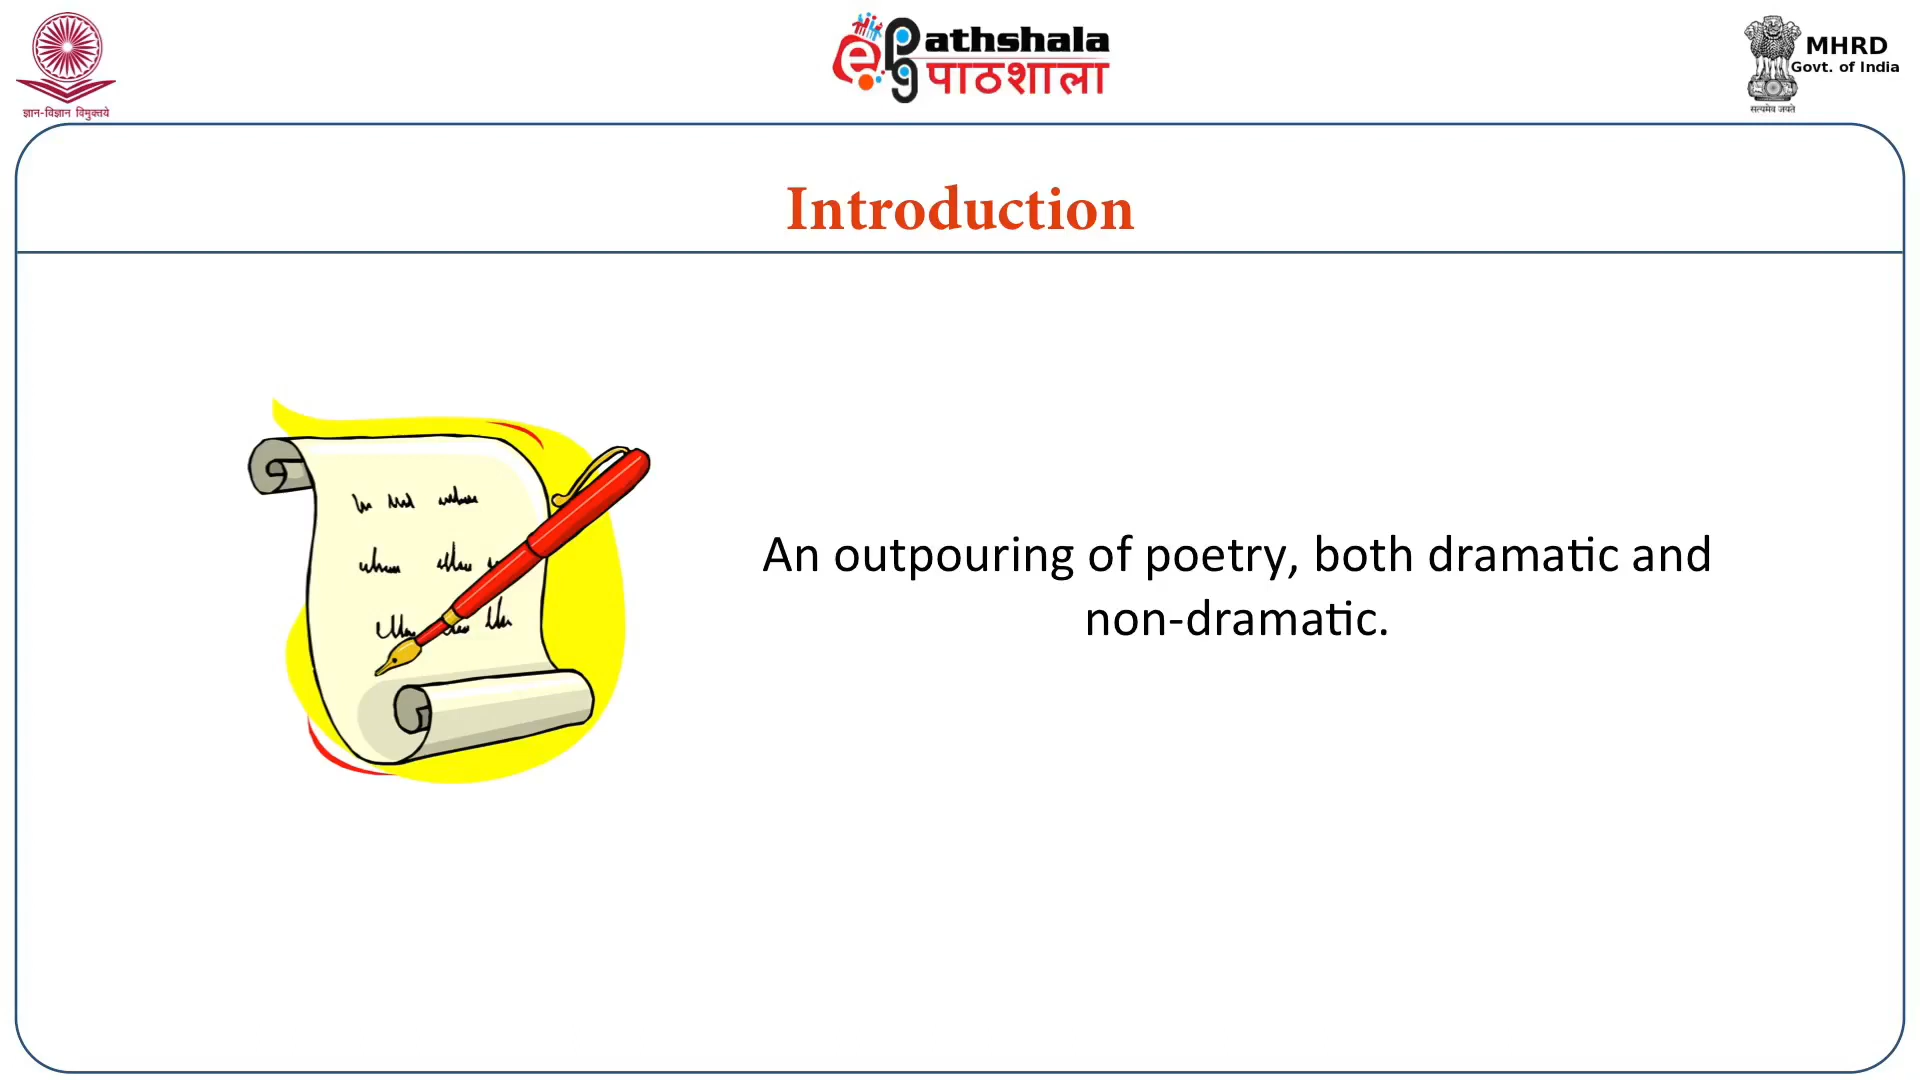 ज्ञान-विज्ञान विमुक्तये
e Pathshala
पाठशाला
MHRD
Govt. of India
सत्यमेव जयते
Introduction
An outpouring of poetry, both dramatic and
non-dramatic.